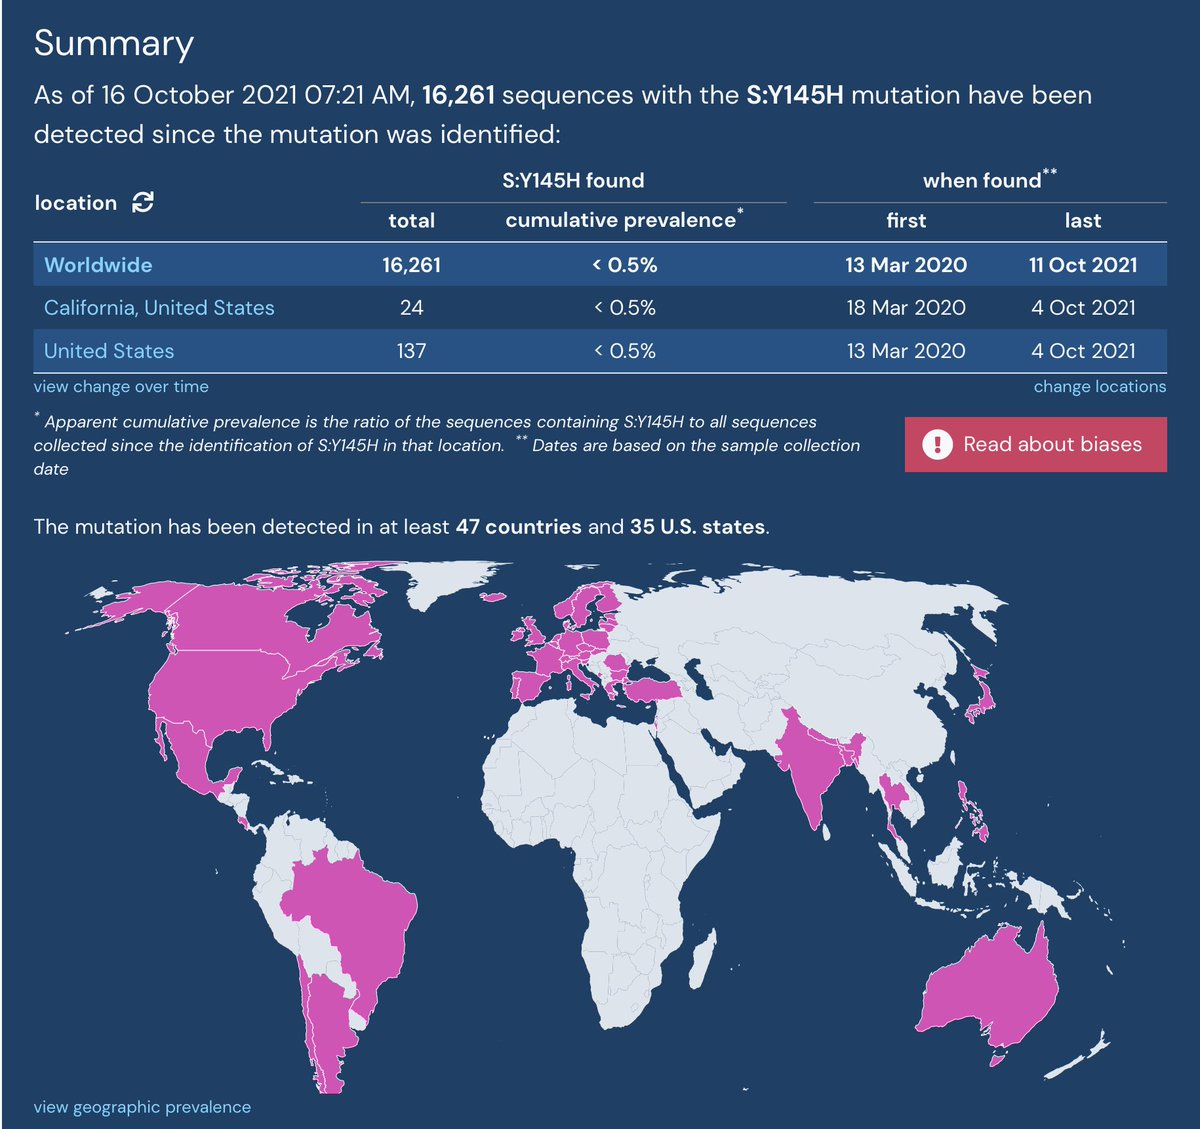 Summary
As of 16 October 2021 07:21 AM, 16,261 sequences with the S:Y145H mutation have been
detected since the mutation was identified:
location S:Y145H found when found**
total cumulative prevalence* first last
Worldwide 16,261 < 0.5% 13 Mar 2020 11 Oct 2021
California, United States 24 < 0.5% 18 Mar 2020 4 Oct 2021
United States 137 < 0.5% 13 Mar 2020 4 Oct 2021
view change over time change locations
* Apparent cumulative prevalence is the ratio of the sequences containing S:Y145H to all sequences
collected since the identification of S:Y145H in that location. ** Dates are based on the sample collection
date
! Read about biases
The mutation has been detected in at least 47 countries and 35 U.S. states.
view geographic prevalence